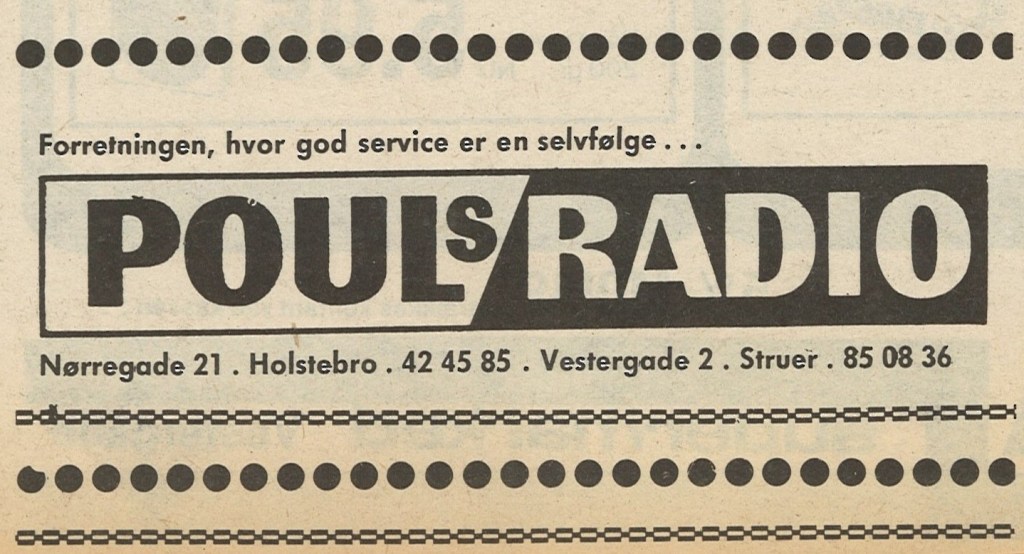 Forretningen, hvor god service er en selvfølge...
POULs RADIO
Nørregade 21 . Holstebro . 42 45 85 . Vestergade 2 . Struer . 85 08 36